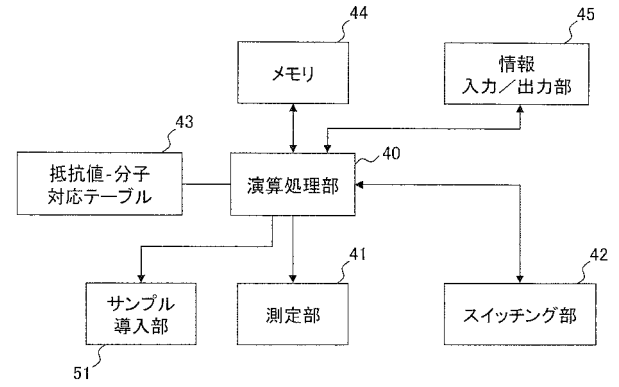 44
メモリ
45
情報
入力／出力部
43
抵抗値-分子
対応テーブル
40
演算処理部
サンプル
導入部
51
41
測定部
42
スイッチング部